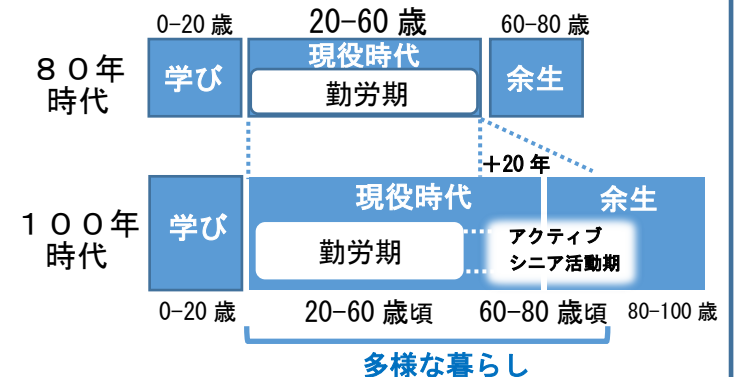 0-20 歳
20-60 歳
60-80 歳
８０年
時代
学び
現役時代
勤労期
余生
＋20 年
１００年
時代
学び
現役時代
勤労期
余生
アクティブ
シニア活動期
0-20 歳
20-60 歳頃
60-80 歳頃
80-100 歳
多様な暮らし